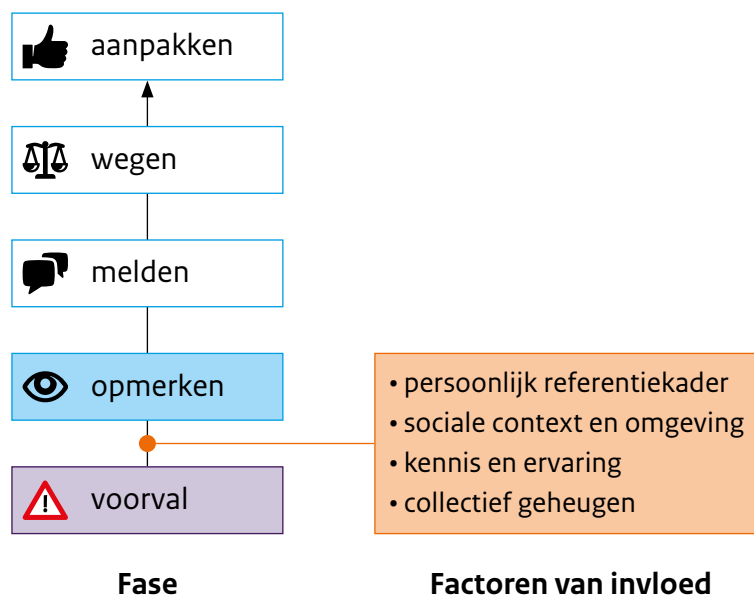 aanpakken
wegen
melden
opmerken
voorval
• persoonlijk referentiekader
• sociale context en omgeving
• kennis en ervaring
• collectief geheugen
Fase
Factoren van invloed